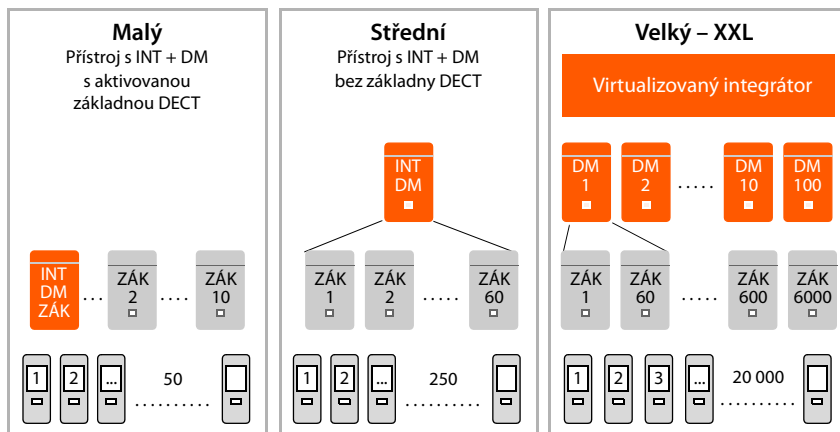 Malý
Přístroj s INT + DM
s aktivovanou
základnou DECT
INT
DM
ZÁK
...
ZÁK
2
....
ZÁK
10
1
2
...
50
..........
Střední
Přístroj s INT + DM
bez základny DECT
INT
DM
ZÁK
1
ZÁK
2
.....
ZÁK
60
1
2
...
250
..........
Velký – XXL
Virtualizovaný integrátor
DM
1
DM
2
.....
DM
10
DM
100
ZÁK
1
ZÁK
60
.....
ZÁK
600
ZÁK
6000
1
2
3
...
20 000
..........